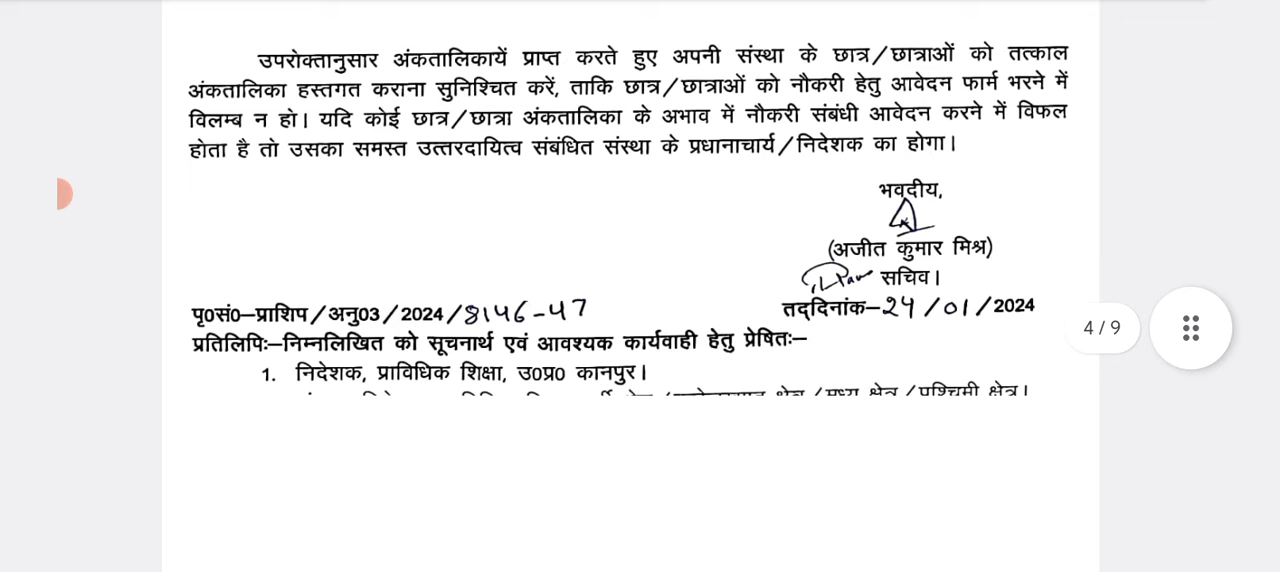 उपरोक्तानुसार अंकतालिकायें प्राप्त करते हुए अपनी संस्था के छात्र/छात्राओं को तत्काल
अंकतालिका हस्तगत कराना सुनिश्चित करें, ताकि छात्र/छात्राओं को नौकरी हेतु आवेदन फार्म भरने में
विलम्ब न हो। यदि कोई छात्र/छात्रा अंकतालिका के अभाव में नौकरी संबंधी आवेदन करने में विफल
होता है तो उसका समस्त उत्तरदायित्व संबंधित संस्था के प्रधानाचार्य/निदेशक का होगा।
भवदीय,
(अजीत कुमार मिश्र)
सचिव।
पृ0सं0–प्राशिप/अनु03/2024/8146-47 तद्दिनांक–24/01/2024
प्रतिलिपिः–निम्नलिखित को सूचनार्थ एवं आवश्यक कार्यवाही हेतु प्रेषितः–
1. निदेशक, प्राविधिक शिक्षा, उ0प्र0 कानपुर।
क्षेत्र/मध्य क्षेत्र/पश्चिमी क्षेत्र।
4/9